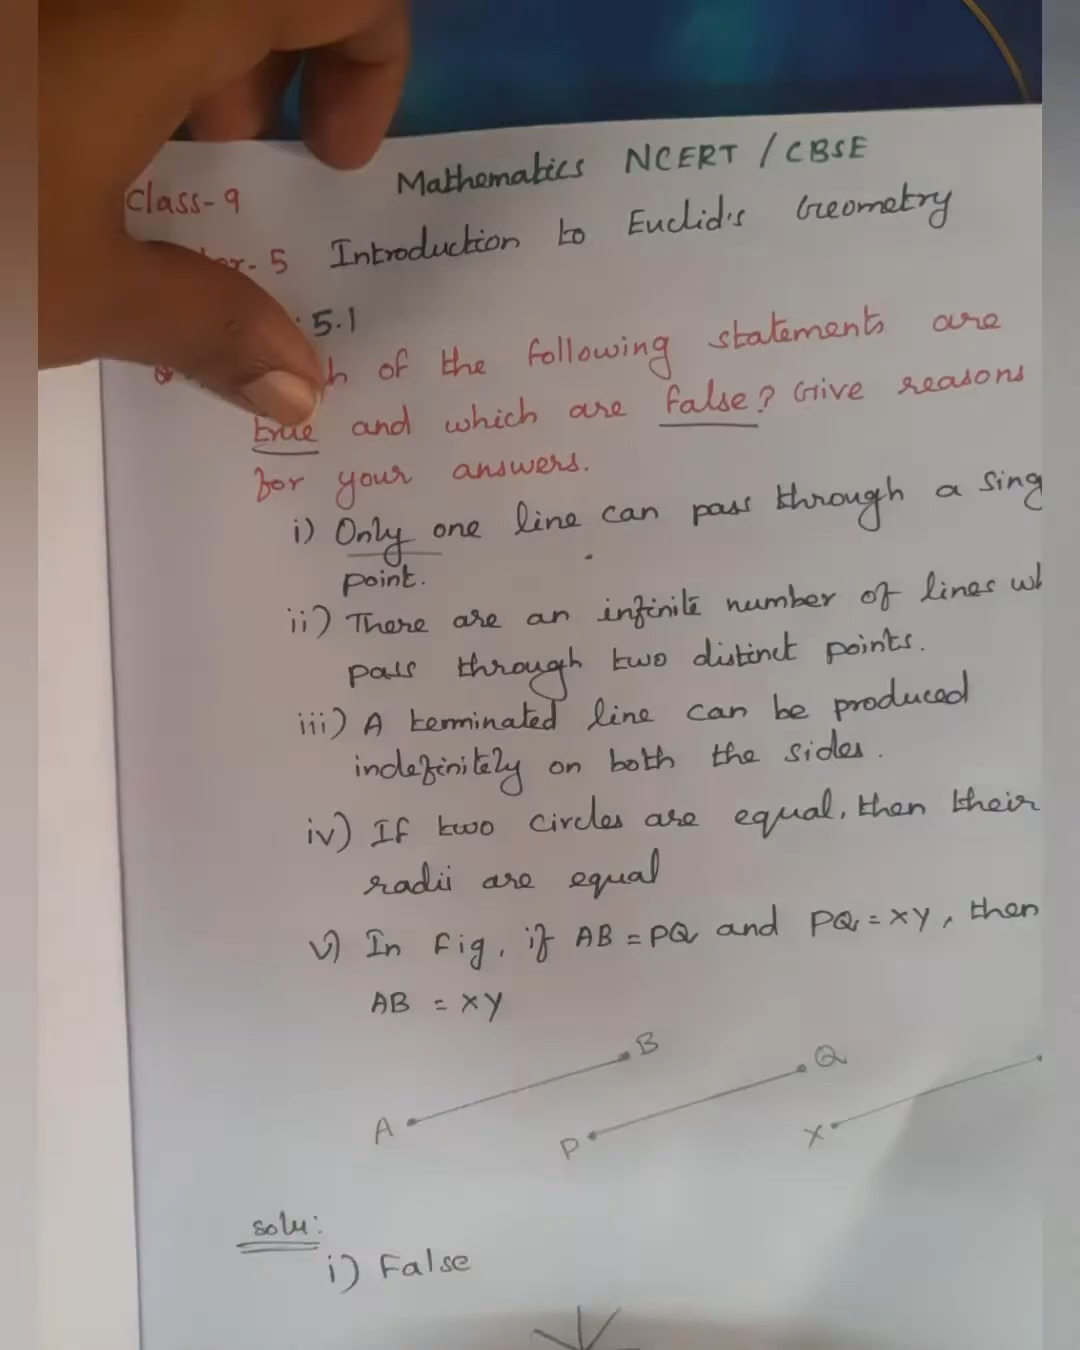 Mathematics NCERT / CBSE
Class-9
5 Introduction to Euclid's Geometry
5.1
of the following statements are
true and which are false? Give reasons
for your answers.
i) Only one line can pass through a
point.
ii) There are an infinite number of lines
pass through two distinct points.
iii) A terminated line can be produced
indefinitely on both the sides.
iv) If two circles are equal, then their
radii are equal
v) In fig, if AB = PQ and PQ = XY, then
AB = XY
A B P Q X
solu:
i) False